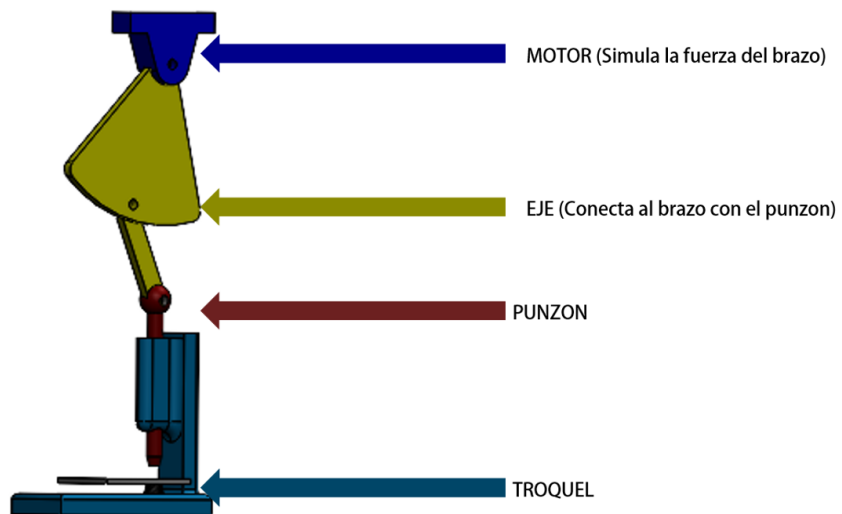 MOTOR (Simula la fuerza del brazo)
EJE (Conecta al brazo con el punzon)
PUNZON
TROQUEL